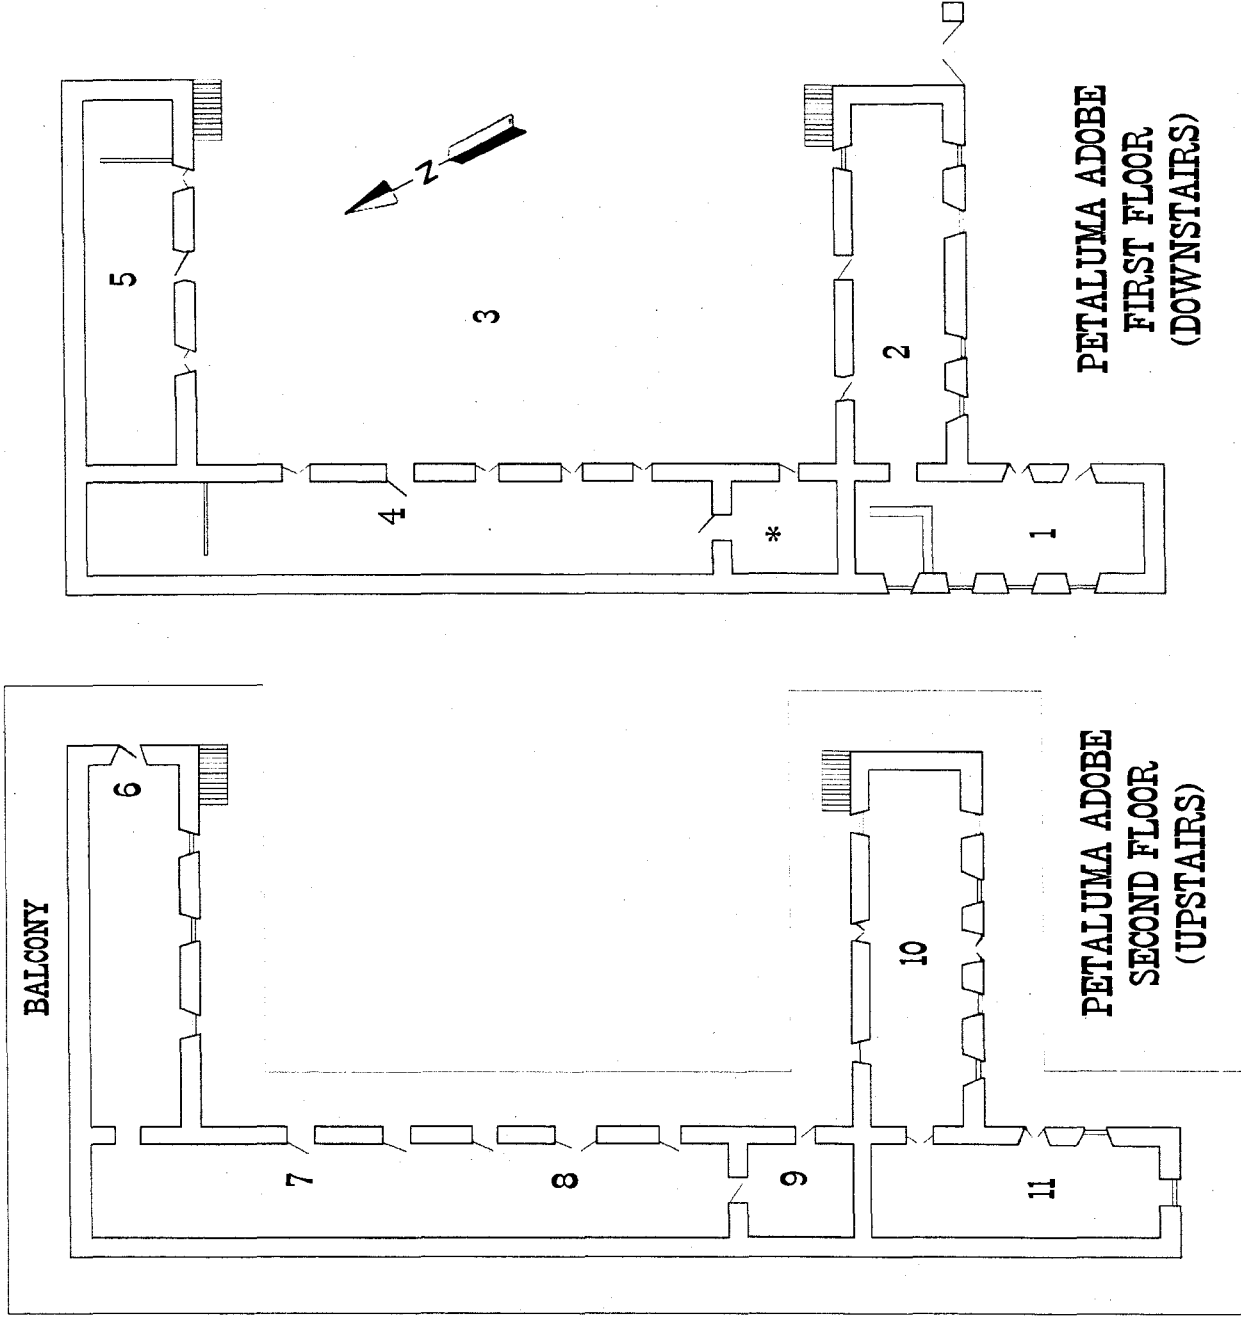 PETALUMA ADOBE
FIRST FLOOR
(DOWNSTAIRS)
N
5
3
2
4
*
1
BALCONY
PETALUMA ADOBE
SECOND FLOOR
(UPSTAIRS)
6
10
7
8
9
11